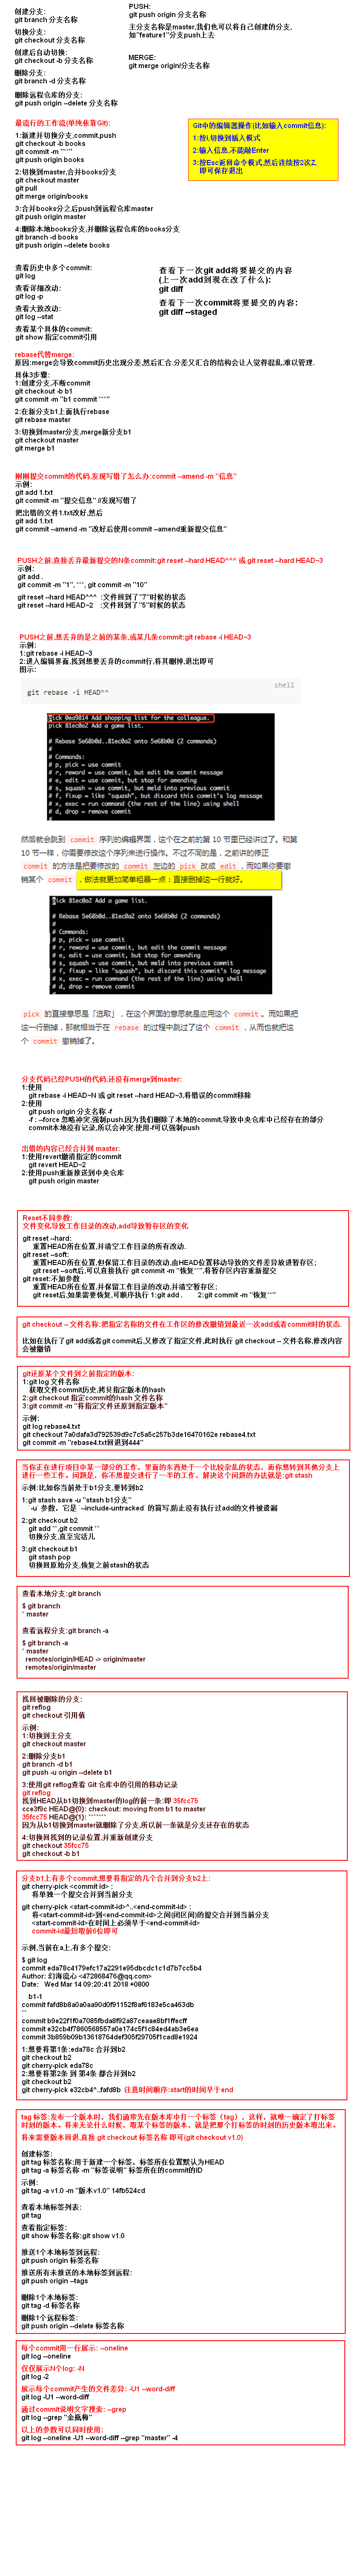 创建分支:
git branch 分支名称
切换分支:
git checkout 分支名称
创建后自动切换:
git checkout -b 分支名称
删除分支:
git branch -d 分支名称
删除远程仓库的分支:
git push origin --delete 分支名称
PUSH:
git push origin 分支名称
主分支名称是master,我们也可以将自己创建的分支,
如"feature1"分支push上去
MERGE:
git merge origin/分支名称
最流行的工作流(单纯依靠Git):
1:新建并切换分支,commit,push
git checkout -b books
git commit -m "***"
git push origin books
2:切换到master,合并books分支
git checkout master
git pull
git merge origin/books
3:合并books分之后push到远程仓库master
git push origin master
4:删除本地books分支,并删除远程仓库的books分支
git branch -d books
git push origin --delete books
Git中的编辑器操作(比如输入commit信息):
1:按i,切换到插入模式
2:输入信息,不能敲Enter
3:按Esc返回命令模式,然后连续按2次Z,
即可保存退出
查看历史中多个commit:
git log
查看详细改动:
git log -p
查看大致改动:
git log --stat
查看某个具体的commit:
git show 指定commit引用
查看下一次git add将要提交的内容
(上一次add到现在改了什么):
git diff
查看下一次commit将要提交的内容:
git diff --staged
rebase代替merge:
原因:merge会导致commit历史出现分差,然后汇合.分差又汇合的结构会让人觉得混乱,难以管理.
具体3步骤:
1:创建分支,不断commit
git checkout -b b1
git commit -m "b1 commit ***"
2:在新分支b1上面执行rebase
git rebase master
3:切换到master分支,merge新分支b1
git checkout master
git merge b1
刚刚提交commit的代码,发现写错了怎么办:commit --amend -m "信息"
示例:
git add 1.txt
git commit -m "提交信息" //发现写错了
把出错的文件1.txt改好,然后
git add 1.txt
git commit --amend -m "改好后使用commit --amend重新提交信息"
PUSH之前,直接丢弃最新提交的N条commit:git reset --hard HEAD^^^ 或 git reset --hard HEAD~3
示例:
git add .
git commit -m "1", ***, git commit -m "10"
git reset --hard HEAD^^^ :文件回到了"7"时候的状态
git reset --hard HEAD~2 :文件回到了"5"时候的状态
PUSH之前,想丢弃的是之前的某条,或某几条commit:git rebase -i HEAD~3
示例:
1:git rebase -i HEAD~3
2:进入编辑界面,找到想要丢弃的commit行,将其删掉,退出即可
图示:
shell
git rebase -i HEAD^^
pick 0ea9814 Add shopping list for the colleague.
pick 81ec0a2 Add a game list.
# Rebase 5e68b0d..81ec0a2 onto 5e68b0d (2 commands)
#
# Commands:
# p, pick = use commit
# r, reword = use commit, but edit the commit message
# e, edit = use commit, but stop for amending
# s, squash = use commit, but meld into previous commit
# f, fixup = like "squash", but discard this commit's log message
# x, exec = run command (the rest of the line) using shell
# d, drop = remove commit
然后就会跳到 commit 序列的编辑界面，这个在之前的第 10 节里已经讲过了。和第
10 节一样，你需要修改这个序列来进行操作。不过不同的是，之前讲的修正
commit 的方法是把要修改的 commit 左边的 pick 改成 edit ，而如果你要撤
销某个 commit ，做法就更加简单粗暴一点：直接删掉这一行就好。
pick 81ec0a2 Add a game list.
# Rebase 5e68b0d..81ec0a2 onto 5e68b0d (2 commands)
#
# Commands:
# p, pick = use commit
# r, reword = use commit, but edit the commit message
# e, edit = use commit, but stop for amending
# s, squash = use commit, but meld into previous commit
# f, fixup = like "squash", but discard this commit's log message
# x, exec = run command (the rest of the line) using shell
# d, drop = remove commit
pick 的直接意思是「选取」，在这个界面的意思就是应用这个 commit 。而如果把
这一行删掉，那就相当于在 rebase 的过程中跳过了这个 commit ，从而也就把这
个 commit 撤销掉了。
分支代码已经PUSH的代码,还没有merge到master:
1:使用
git rebase -i HEAD~N 或 git reset --hard HEAD~3,将错误的commit移除
2:使用
git push origin 分支名称 -f
-f : --force 忽略冲突,强制push.因为我们删除了本地的commit,导致中央仓库中已经存在的部分
commit本地没有记录,所以会冲突.使用-f可以强制push
出错的内容已经合并到 master:
1:使用revert撤消指定的commit
git revert HEAD~2
2:使用push重新推送到中央仓库
git push origin master
Reset不同参数:
文件变化导致工作目录的改动,add导致暂存区的变化
git reset --hard:
重置HEAD所在位置,并清空工作目录的所有改动.
git reset --soft:
重置HEAD所在位置,但保留工作目录的改动,由HEAD位置移动导致的文件差异放进暂存区;
git reset --soft后,可以直接执行 git commit -m "恢复**",将暂存区内容重新提交
git reset:不加参数
重置HEAD所在位置,并保留工作目录的改动,并清空暂存区;
git reset后,如果需要恢复,可顺序执行 1:git add . 2:git commit -m "恢复**"
git checkout -- 文件名称:把指定名称的文件在工作区的修改撤销到最近一次add或者commit时的状态.
比如在执行了git add或者git commit后,又修改了指定文件,此时执行 git checkout -- 文件名称,修改内容
会被撤销
git还原某个文件到之前指定的版本:
1:git log 文件名称
获取文件commit历史,拷贝指定版本的hash
2:git checkout 指定commit的hash 文件名称
3:git commit -m "将指定文件还原到指定版本"
示例:
git log rebase4.txt
git checkout 7a0dafa3d792539d9c7c5a5c257b3de16470162e rebase4.txt
git commit -m "rebase4.txt回退到444"
当你正在进行项目中某一部分的工作，里面的东西处于一个比较杂乱的状态，而你想转到其他分支上
进行一些工作。问题是，你不想提交进行了一半的工作，解决这个问题的办法就是:git stash
示例:比如你当前处于b1分支,要转到b2
1:git stash save -u "stash b1分支"
-u 参数，它是 `--include-untracked` 的简写,防止没有执行过add的文件被遗漏
2:git checkout b2
git add **,git commit **
切换分支,直至完活儿
3:git checkout b1
git stash pop
切换回原始分支,恢复之前stash的状态
查看本地分支:git branch
$ git branch
* master
查看远程分支:git branch -a
$ git branch -a
* master
remotes/origin/HEAD -> origin/master
remotes/origin/master
找回被删除的分支:
git reflog
git checkout 引用值
示例:
1:切换到主分支
git checkout master
2:删除分支b1
git branch -d b1
git push -u origin --delete b1
3:使用git reflog查看 Git 仓库中的引用的移动记录
git reflog
找到HEAD从b1切换到master的log的前一条:即 35fcc75
cce3f9c HEAD@{0}: checkout: moving from b1 to master
35fcc75 HEAD@{1}: *******
因为从b1切换到master就删除了分支,所以前一条就是分支还存在的状态
4:切换回找到的记录位置,并重新创建分支
git checkout 35fcc75
git checkout -b b1
分支b1上有多个commit,想要将指定的几个合并到分支b2上:
git cherry-pick <commit id> :
将单独一个提交合并到当前分支
git cherry-pick <start-commit-id>^..<end-commit-id> :
将<start-commit-id>到<end-commit-id>之间(闭区间)的提交合并到当前分支
<start-commit-id>在时间上必须早于<end-commit-id>
commit-id最短取前6位即可
示例,当前在a上,有多个提交:
$ git log
commit eda78c4179efc17a2291e95dbcdc1c1d7b7cc5b4
Author: 幻海流心 <472868476@qq.com>
Date: Wed Mar 14 09:20:41 2018 +0800
b1-1
commit fafd8b8a0a0aa90d0f91152f8af6183e5ca463db
**
commit b9e22f1f0a7085fbda8f92a87ceaae8bf1ffecff
commit e32cb4f7860568557a0e174c5f1c84ed4ab3e6ea
commit 3b859b09b13618764def305f29705f1cad8e1924
1:想要将第1条:eda78c 合并到b2
git checkout b2
git cherry-pick eda78c
2:想要将第2条 到 第4条 都合并到b2
git checkout b2
git cherry-pick e32cb4^..fafd8b 注意时间顺序:start的时间早于end
tag 标签:发布一个版本时，我们通常先在版本库中打一个标签（tag），这样，就唯一确定了打标签
时刻的版本。将来无论什么时候，取某个标签的版本，就是把那个打标签的时刻的历史版本取出来。
将来需要版本回退,直接 git checkout 标签名称 即可(git checkout v1.0)
创建标签:
git tag 标签名称:用于新建一个标签，标签所在位置默认为HEAD
git tag -a 标签名称 -m "标签说明" 标签所在的commit的ID
示例:
git tag -a v1.0 -m "版本v1.0" 14fb524cd
查看本地标签列表:
git tag
查看指定标签:
git show 标签名称:git show v1.0
推送1个本地标签到远程:
git push origin 标签名称
推送所有未推送的本地标签到远程:
git push origin --tags
删除1个本地标签:
git tag -d 标签名称
删除1个远程标签:
git push origin --delete 标签名称
每个commit用一行展示: --oneline
git log --oneline
仅仅展示N个log: -N
git log -2
展示每个commit产生的文件差异: -U1 --word-diff
git log -U1 --word-diff
通过commit说明文字搜索: --grep
git log --grep "金瓶梅"
以上的参数可以同时使用:
git log --oneline -U1 --word-diff --grep "master" -4